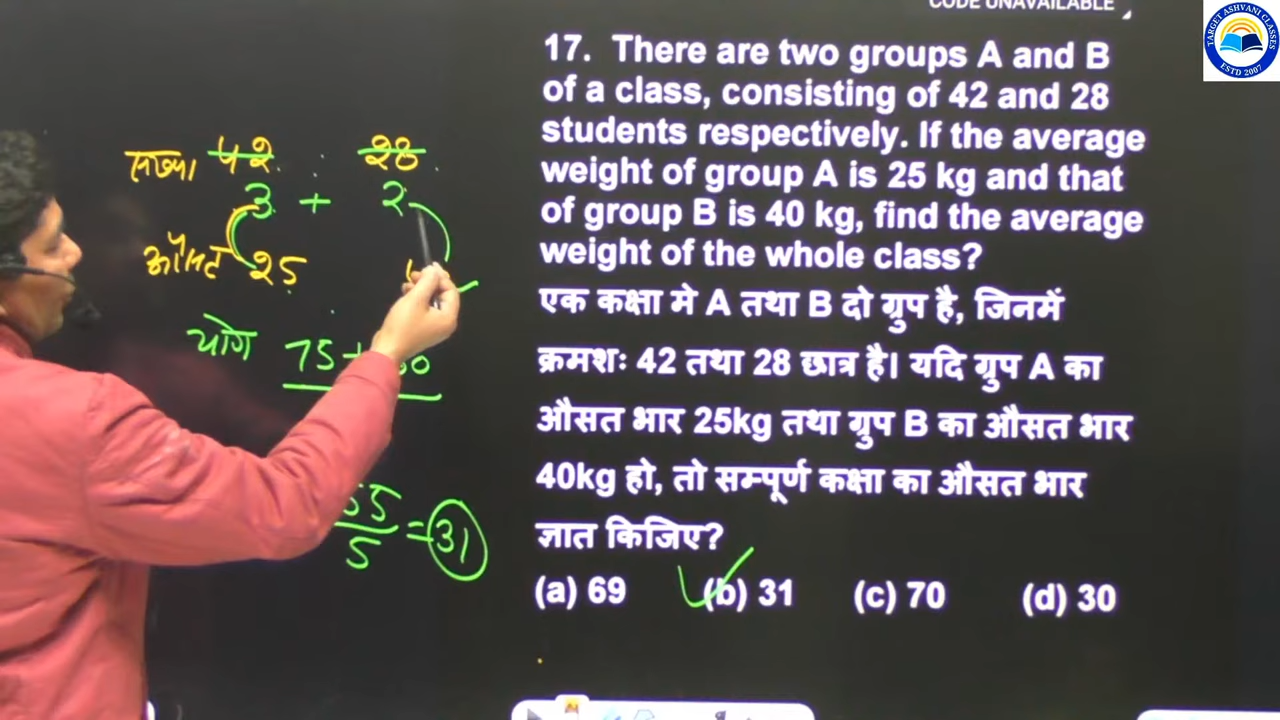 CODE UNAVAILABLE
TARGET ASHVANI CLASSES
ESTD 2007
17. There are two groups A and B
of a class, consisting of 42 and 28
students respectively. If the average
weight of group A is 25 kg and that
of group B is 40 kg, find the average
weight of the whole class?
एक कक्षा मे A तथा B दो ग्रुप है, जिनमें
क्रमशः 42 तथा 28 छात्र है। यदि ग्रुप A का
औसत भार 25kg तथा ग्रुप B का औसत भार
40kg हो, तो सम्पूर्ण कक्षा का औसत भार
ज्ञात किजिए?
(a) 69 (b) 31 (c) 70 (d) 30
संख्या 42 : 28
3 + 2
औसत 25
योग 75 +
55
5 = 31